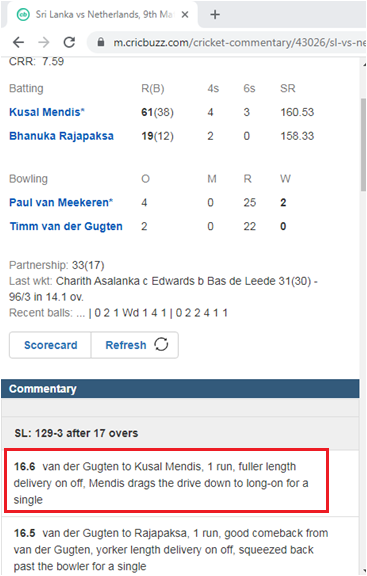 Sri Lanka vs Netherlands, 9th Ma
m.cricbuzz.com/cricket-commentary/43026/sl-vs-ne
CRR: 7.59
Batting R(B) 4s 6s SR
Kusal Mendis* 61(38) 4 3 160.53
Bhanuka Rajapaksa 19(12) 2 0 158.33
Bowling O M R W
Paul van Meekeren* 4 0 25 2
Timm van der Gugten 2 0 22 0
Partnership: 33(17)
Last wkt: Charith Asalanka c Edwards b Bas de Leede 31(30) -
96/3 in 14.1 ov.
Recent balls: ... | 0 2 1 Wd 1 4 1 | 0 2 2 4 1 1
Scorecard Refresh
Commentary
SL: 129-3 after 17 overs
16.6 van der Gugten to Kusal Mendis, 1 run, fuller length
delivery on off, Mendis drags the drive down to long-on for a
single
16.5 van der Gugten to Rajapaksa, 1 run, good comeback from
van der Gugten, yorker length delivery on off, squeezed back
past the bowler for a single